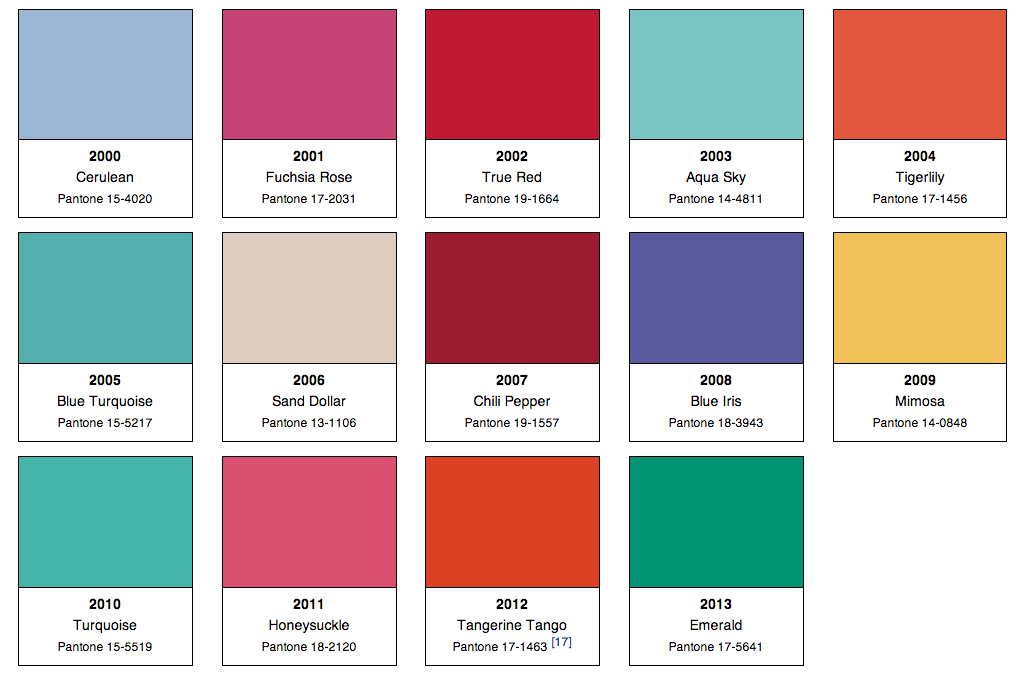 2000
Cerulean
Pantone 15-4020
2001
Fuchsia Rose
Pantone 17-2031
2002
True Red
Pantone 19-1664
2003
Aqua Sky
Pantone 14-4811
2004
Tigerlily
Pantone 17-1456
2005
Blue Turquoise
Pantone 15-5217
2006
Sand Dollar
Pantone 13-1106
2007
Chili Pepper
Pantone 19-1557
2008
Blue Iris
Pantone 18-3943
2009
Mimosa
Pantone 14-0848
2010
Turquoise
Pantone 15-5519
2011
Honeysuckle
Pantone 18-2120
2012
Tangerine Tango
Pantone 17-1463 [17]
2013
Emerald
Pantone 17-5641